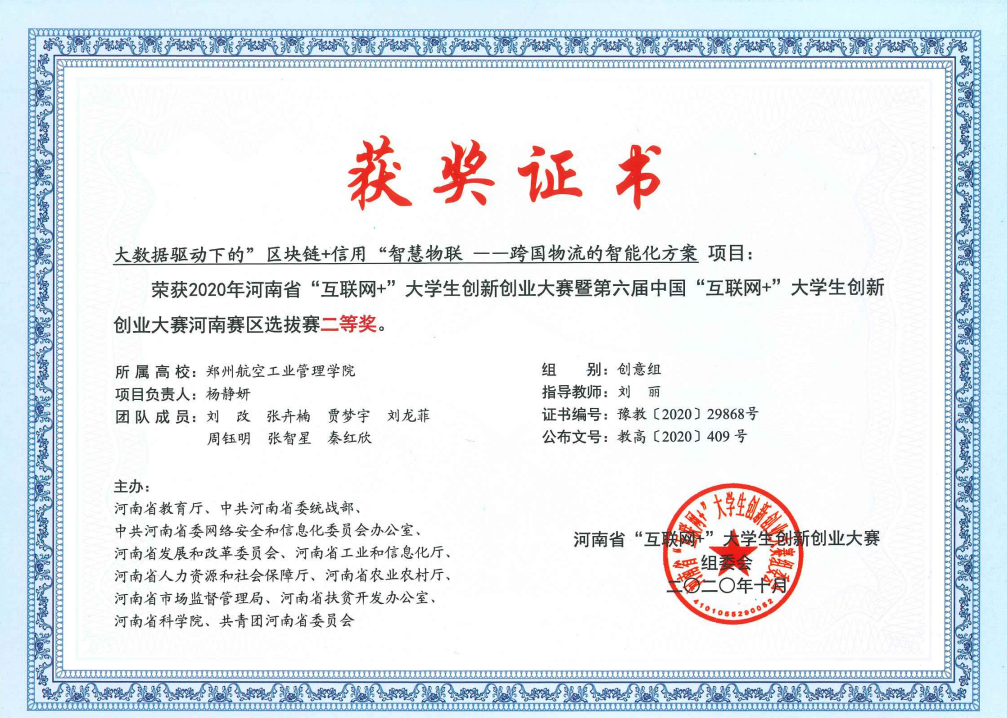 获奖证书
大数据驱动下的”区块链+信用“智慧物联 ——跨国物流的智能化方案 项目：
荣获2020年河南省“互联网+”大学生创新创业大赛暨第六届中国“互联网+”大学生创新
创业大赛河南赛区选拔赛二等奖。
所属高校：郑州航空工业管理学院
项目负责人：杨静妍
团队成员：刘 改 张卉楠 贾梦宇 刘龙菲
周钰明 张智星 秦红欣
组 别：创意组
指导教师：刘 丽
证书编号：豫教〔2020〕29868号
公布文号：教高〔2020〕409 号
主办：
河南省教育厅、中共河南省委统战部、
中共河南省委网络安全和信息化委员会办公室、
河南省发展和改革委员会、河南省工业和信息化厅、
河南省人力资源和社会保障厅、河南省农业农村厅、
河南省市场监督管理局、河南省扶贫开发办公室、
河南省科学院、共青团河南省委员会
河南省“互联网+”大学生创新创业大赛
组委会
二〇二〇年十月
河南省“互联网+”大学生创新创业大赛组委会
4101065290082